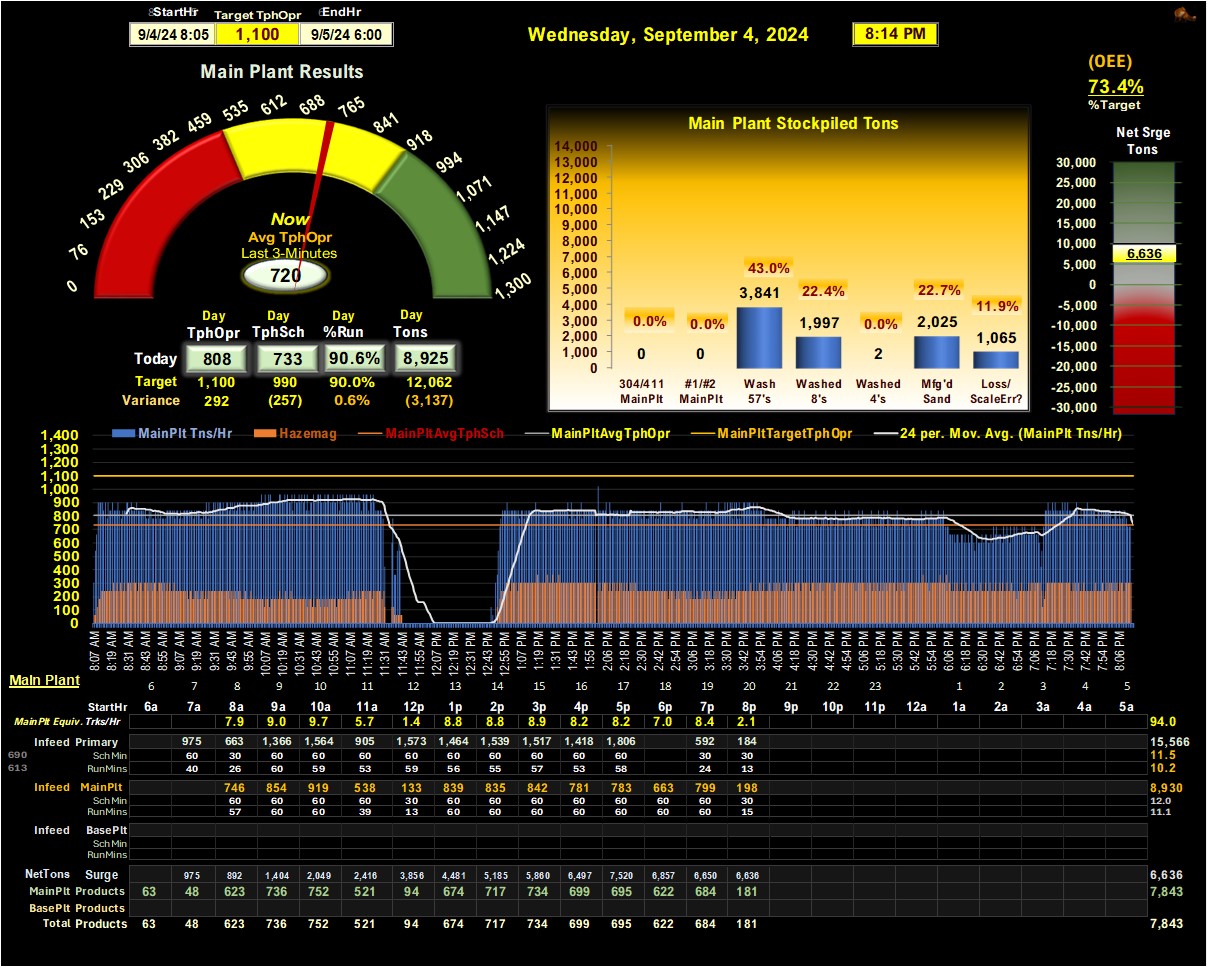 StartHr Target TphOpr EndHr
9/4/24 8:05 1,100 9/5/24 6:00
Wednesday, September 4, 2024 8:14 PM
(OEE)
73.4%
%Target
Main Plant Results
0 76 153 229 306 382 459 535 612 688 765 841 918 994 1,071 1,147 1,224 1,300
Now
Avg TphOpr
Last 3-Minutes
720
Day Day Day Day
TphOpr TphSch %Run Tons
Today 808 733 90.6% 8,925
Target 1,100 990 90.0% 12,062
Variance 292 (257) 0.6% (3,137)
Main Plant Stockpiled Tons
14,000
13,000
12,000
11,000
10,000
9,000
8,000
7,000
6,000
5,000
4,000
3,000
2,000
1,000
0
0.0% 0.0% 43.0% 22.4% 0.0% 22.7% 11.9%
0 0 3,841 1,997 2 2,025 1,065
304/411 #1/#2 Wash Washed Washed Mfg'd Loss/
MainPlt MainPlt 57's 8's 4's Sand ScaleErr?
Net Srge
Tons
30,000
25,000
20,000
15,000
10,000
5,000
0
-5,000
-10,000
-15,000
-20,000
-25,000
-30,000
6,636
MainPlt Tns/Hr Hazemag MainPltAvgTphSch MainPltAvgTphOpr MainPltTargetTphOpr 24 per. Mov. Avg. (MainPlt Tns/Hr)
1,400
1,300
1,200
1,100
1,000
900
800
700
600
500
400
300
200
100
0
8:07 AM 8:19 AM 8:31 AM 8:43 AM 8:55 AM 9:07 AM 9:19 AM 9:31 AM 9:43 AM 9:55 AM 10:07 AM 10:19 AM 10:31 AM 10:43 AM 10:55 AM 11:07 AM 11:19 AM 11:31 AM 11:43 AM 11:55 AM 12:07 PM 12:19 PM 12:31 PM 12:43 PM 12:55 PM 1:07 PM 1:19 PM 1:31 PM 1:43 PM 1:55 PM 2:06 PM 2:18 PM 2:30 PM 2:42 PM 2:54 PM 3:06 PM 3:18 PM 3:30 PM 3:42 PM 3:54 PM 4:06 PM 4:18 PM 4:30 PM 4:42 PM 4:54 PM 5:06 PM 5:18 PM 5:30 PM 5:42 PM 5:54 PM 6:06 PM 6:18 PM 6:30 PM 6:42 PM 6:54 PM 7:06 PM 7:18 PM 7:30 PM 7:42 PM 7:54 PM 8:06 PM
Main Plant
6 7 8 9 10 11 12 13 14 15 16 17 18 19 20 21 22 23 1 2 3 4 5
StartHr 6a 7a 8a 9a 10a 11a 12p 1p 2p 3p 4p 5p 6p 7p 8p 9p 10p 11p 12a 1a 2a 3a 4a 5a
MainPlt Equiv. Trks/Hr 7.9 9.0 9.7 5.7 1.4 8.8 8.8 8.9 8.2 8.2 7.0 8.4 2.1 94.0
Infeed Primary 975 663 1,366 1,564 905 1,573 1,464 1,539 1,517 1,418 1,806 592 184 15,566
690 Sch Min 60 30 60 60 60 60 60 60 60 60 60 30 30 11.5
613 RunMins 40 26 60 59 53 59 56 55 57 53 58 24 13 10.2
Infeed MainPlt 746 854 919 538 133 839 835 842 781 783 663 799 198 8,930
Sch Min 60 60 60 60 30 60 60 60 60 60 60 60 30 12.0
RunMins 57 60 60 39 13 60 60 60 60 60 60 60 15 11.1
Infeed BasePlt
Sch Min
RunMins
NetTons Surge 975 892 1,404 2,049 2,416 3,856 4,481 5,185 5,860 6,497 7,520 6,857 6,650 6,636 6,636
MainPlt Products 63 48 623 736 752 521 94 674 717 734 699 695 622 684 181 7,843
BasePlt Products
Total Products 63 48 623 736 752 521 94 674 717 734 699 695 622 684 181 7,843